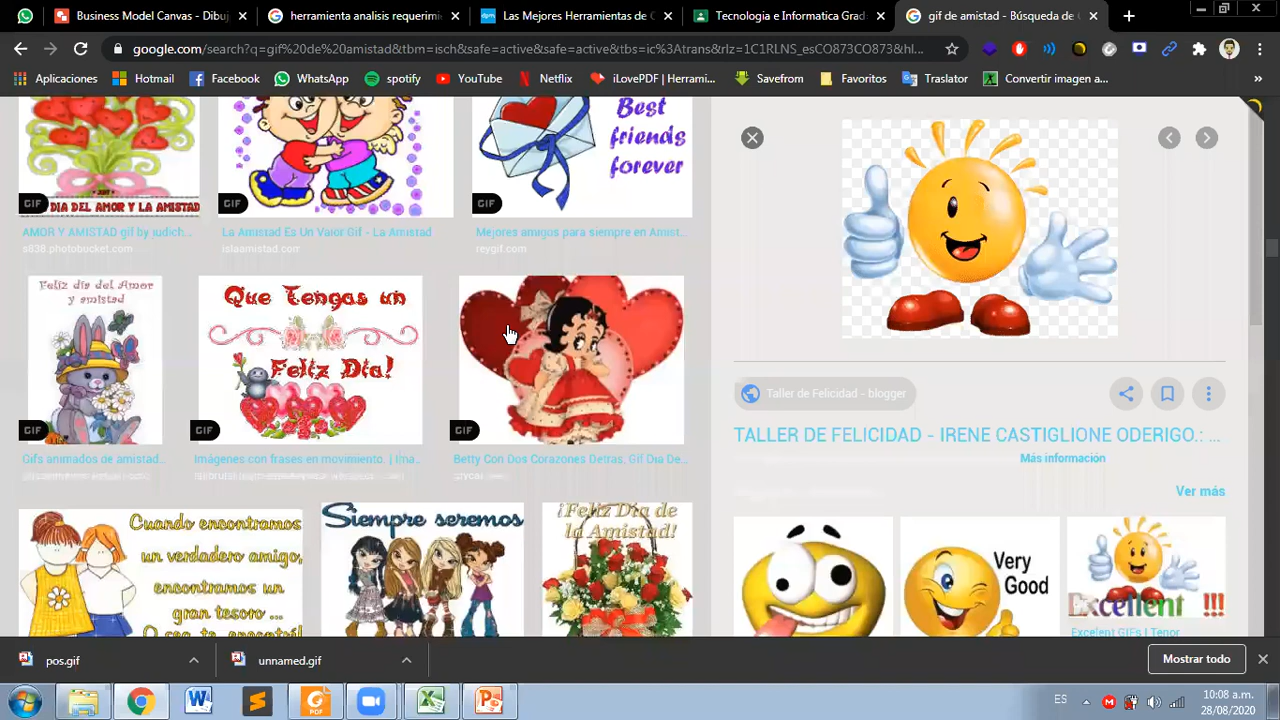 Business Model Canvas - Dibuj
herramienta analisis requerimi
Las Mejores Herramientas de C
Tecnologia e Informatica Grad
gif de amistad - Búsqueda de G
google.com/search?q=gif%20de%20amistad&tbm=isch&safe=active&safe=active&tbs=ic%3Atrans&rlz=1C1RLNS_esCO873CO873&hl...
Aplicaciones
Hotmail
Facebook
WhatsApp
spotify
YouTube
Netflix
iLovePDF | Herrami...
Savefrom
Favoritos
Traslator
Convertir imagen a...
»
DIA DEL AMOR Y LA AMISTAD
Best
friends
forever
GIF
GIF
GIF
AMOR Y AMISTAD gif by judich...
La Amistad Es Un Valor Gif - La Amistad
Mejores amigos para siempre en Amist...
s838.photobucket.com
islaamistad.com
reygif.com
Feliz día del Amor
y amistad
Que Tengas un
Feliz Día!
GIF
GIF
GIF
Gifs animados de amistad...
Imágenes con frases en movimiento. | Ima...
Betty Con Dos Corazones Detras, Gif Dia De...
glycat
Cuando encontramos
un verdadero amigo,
encontramos un
gran tesoro ...
Siempre seremos
¡Feliz Día de
la Amistad!
Taller de Felicidad - blogger
TALLER DE FELICIDAD - IRENE CASTIGLIONE ODERIGO.: ...
Más información
Ver más
Very
Good
Excellent !!!
Excelent GIFs | Tenor
pos.gif
unnamed.gif
Mostrar todo
ES
10:08 a.m.
28/08/2020